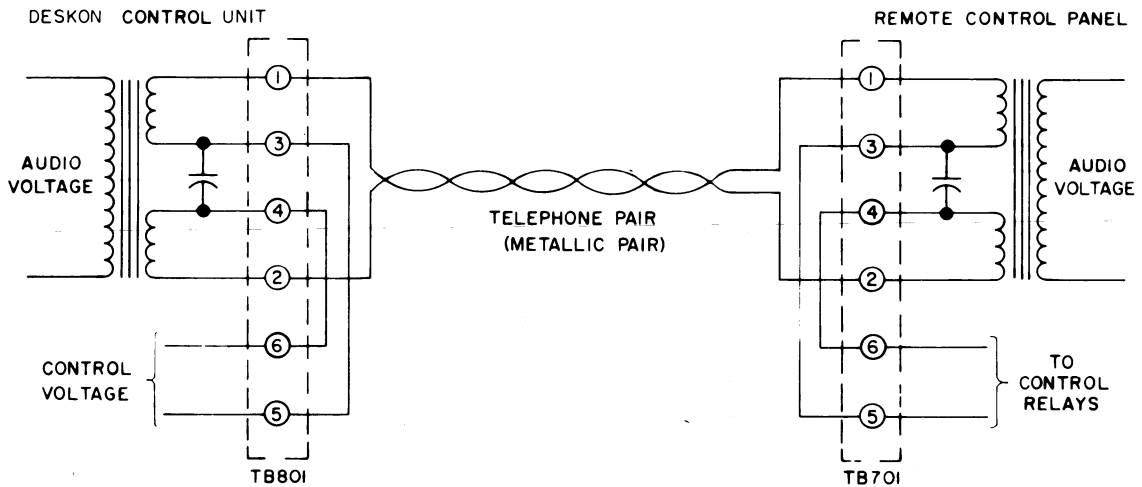 DESKON CONTROL UNIT
REMOTE CONTROL PANEL
1
3
4
2
6
5
AUDIO
VOLTAGE
CONTROL
VOLTAGE
TB801
TELEPHONE PAIR
(METALLIC PAIR)
1
3
4
2
6
5
AUDIO
VOLTAGE
TO
CONTROL
RELAYS
TB701